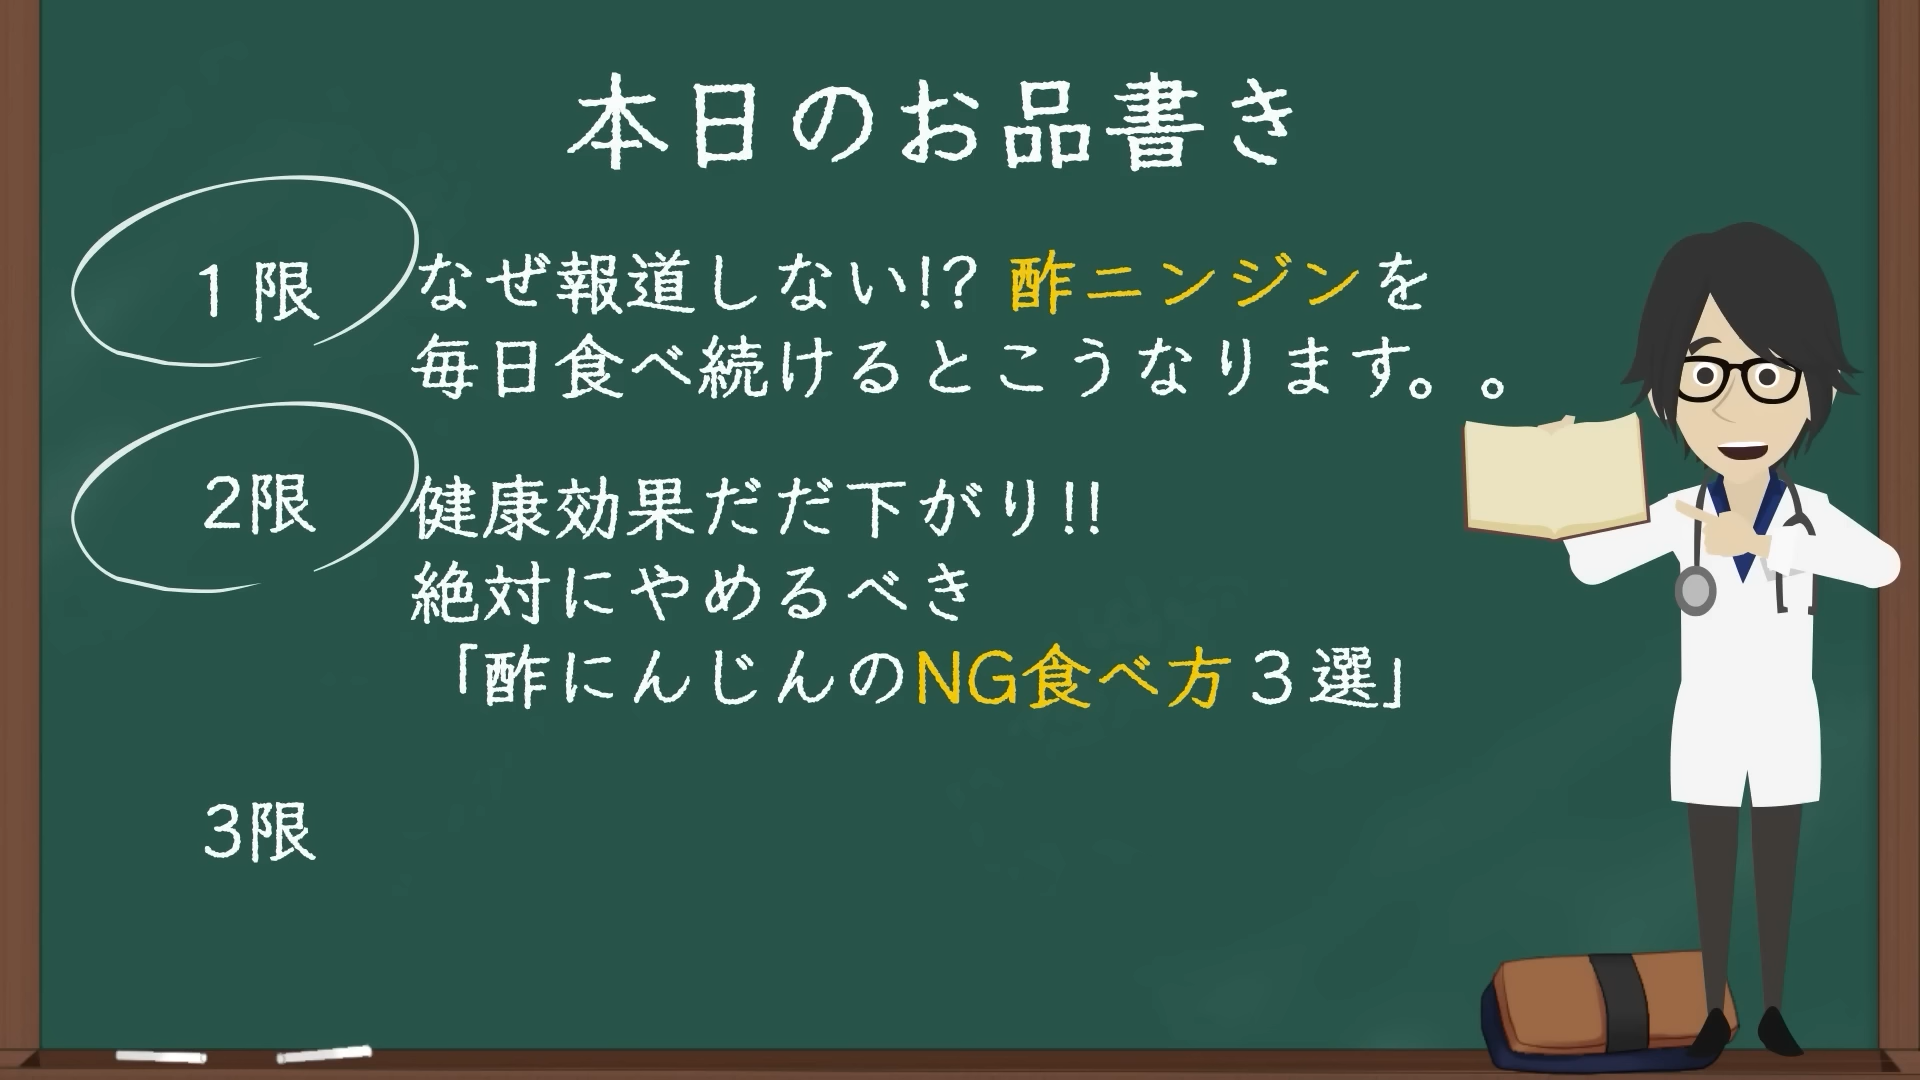 本日のお品書き
1限
なぜ報道しない!? 酢ニンジンを
毎日食べ続けるとこうなります。。
2限
健康効果だだ下がり!!
絶対にやめるべき
「酢にんじんのNG食べ方3選」
3限